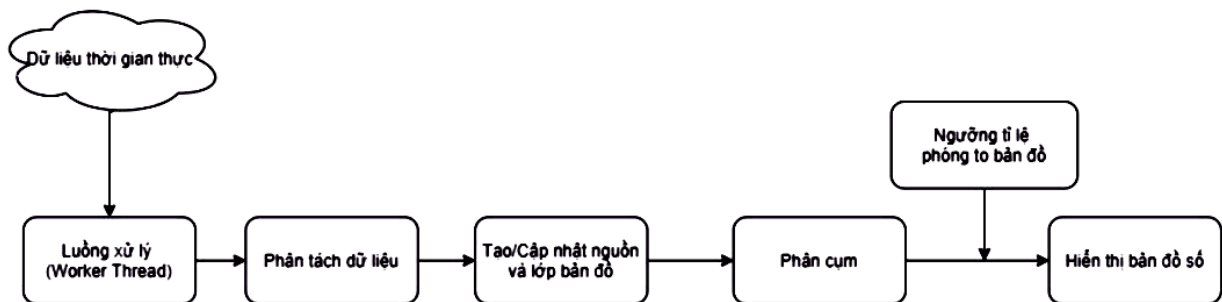 Dữ liệu thời gian thực
Ngưỡng tỉ lệ
phóng to bản đồ
Luồng xử lý
(Worker Thread)
Phân tách dữ liệu
Tạo/Cập nhật nguồn
và lớp bản đồ
Phân cụm
Hiển thị bản đồ số